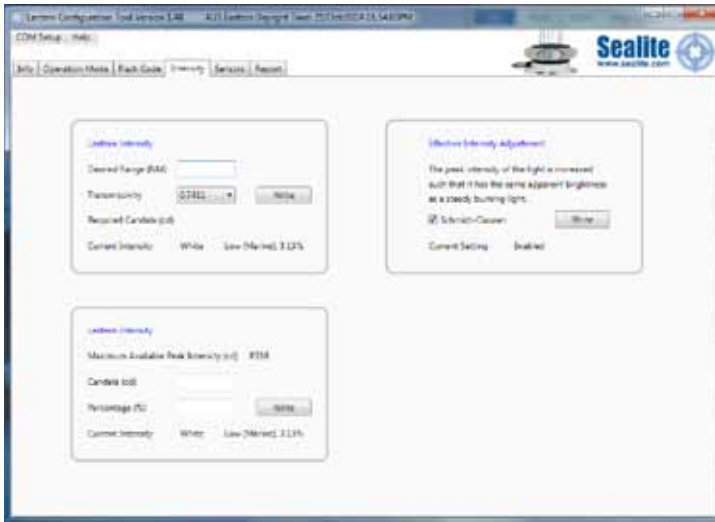 Lantern Configuration Tool Version 1.40
COM Setup Help
Sealite
www.sealite.com
Info Operation Mode Flash Code Intensity Sensors Report
Lantern Intensity
Desired Range (NM)
Transmissivity Write
Required Candela (cd)
Current Intensity White Low (Manual), 3.13%
Effective Intensity Adjustment
The peak intensity of the light is increased
such that it has the same apparent brightness
as a steady burning light.
Schmidt-Clausen Write
Current Setting Enabled
Lantern Intensity
Maximum Available Peak Intensity (cd)
Candela (cd)
Percentage (%) Write
Current Intensity White Low (Manual), 3.13%